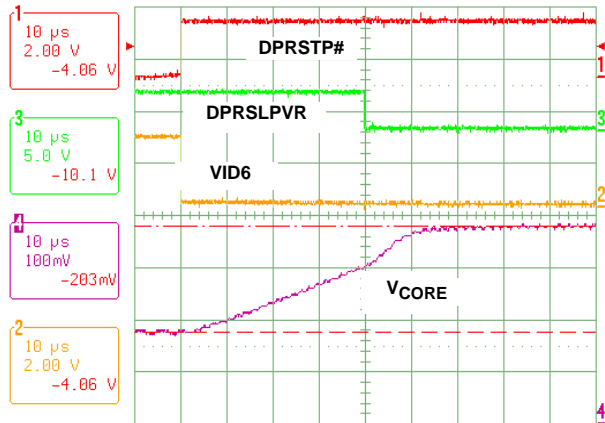 1
10 µs
2.00 V
-4.06 V
DPRSTP#
1
3
10 µs
5.0 V
-10.1 V
DPRSLPVR
3
VID6
2
4
10 µs
100mV
-203mV
VCORE
2
10 µs
2.00 V
-4.06 V
4